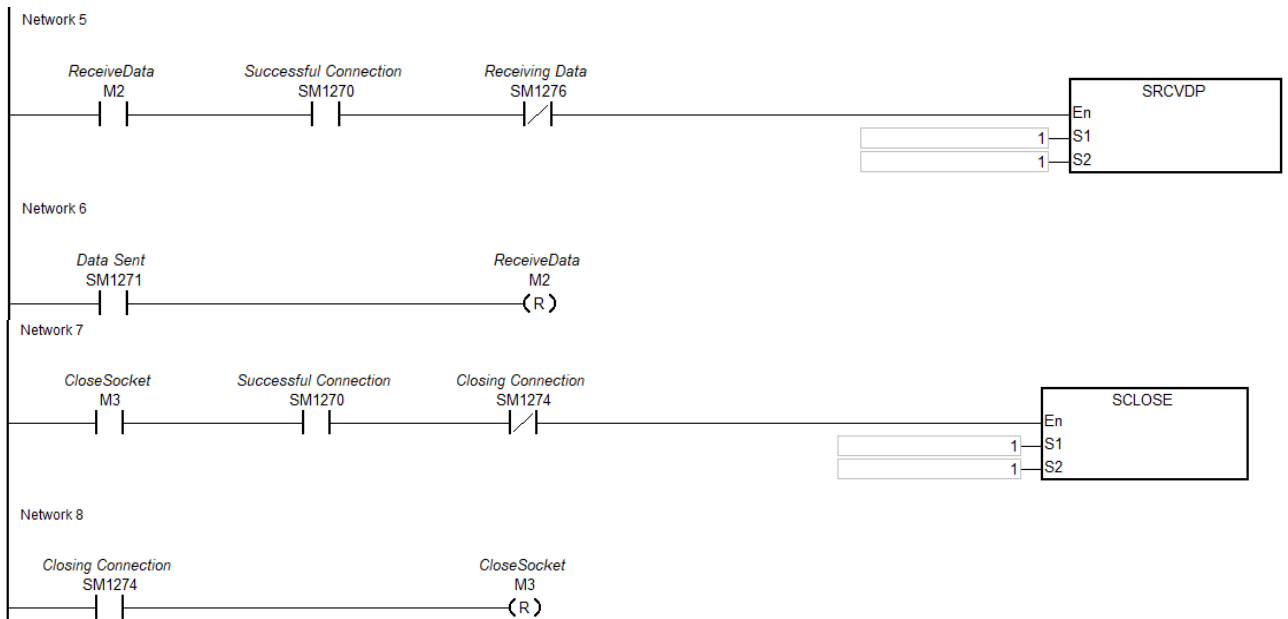 Network 5
ReceiveData Successful Connection Receiving Data
M2 SM1270 SM1276
SRCVDP
En
1 S1
1 S2
Network 6
Data Sent ReceiveData
SM1271 M2
R
Network 7
CloseSocket Successful Connection Closing Connection
M3 SM1270 SM1274
SCLOSE
En
1 S1
1 S2
Network 8
Closing Connection CloseSocket
SM1274 M3
R